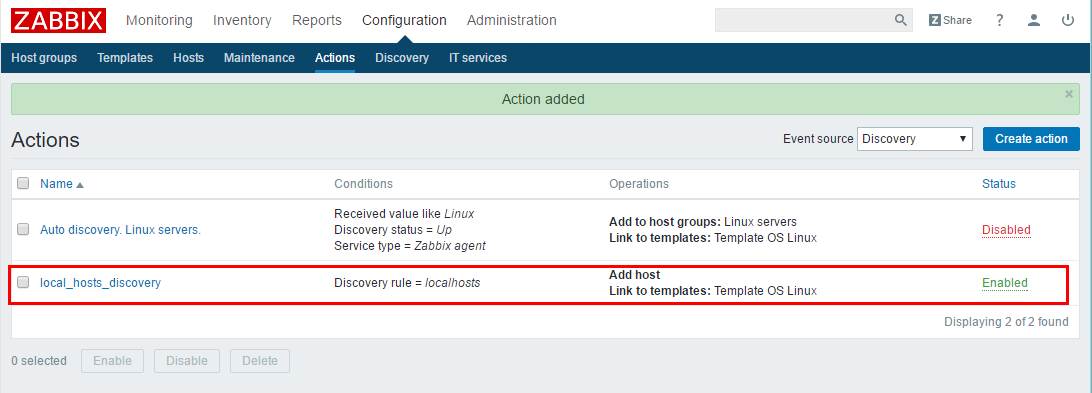 ZABBIX Monitoring Inventory Reports Configuration Administration Z Share ?
Host groups Templates Hosts Maintenance Actions Discovery IT services
Action added ×
Actions Event source Discovery ▼ Create action
Name ▲ Conditions Operations Status
Auto discovery. Linux servers.
Received value like Linux
Discovery status = Up
Service type = Zabbix agent
Add to host groups: Linux servers
Link to templates: Template OS Linux
Disabled
local_hosts_discovery
Discovery rule = localhosts
Add host
Link to templates: Template OS Linux
Enabled
Displaying 2 of 2 found
0 selected Enable Disable Delete